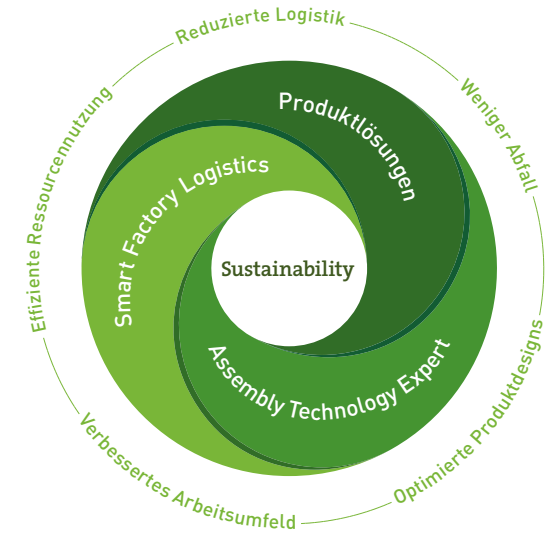 Reduzierte Logistik
Weniger Abfall
Optimierte Produktdesigns
Verbessertes Arbeitsumfeld
Effiziente Ressourcennutzung
Produktlösungen
Assembly Technology Expert
Smart Factory Logistics
Sustainability